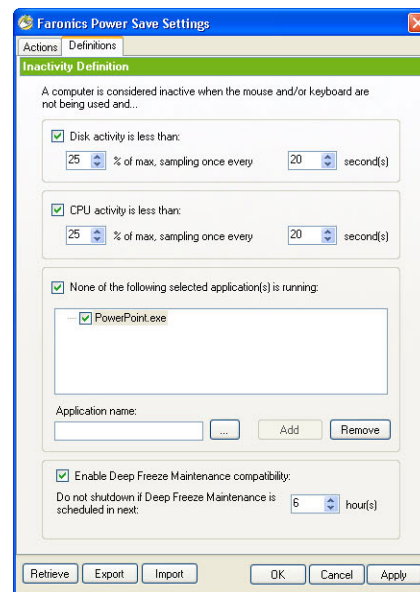 Faronics Power Save Settings
Actions Definitions
Inactivity Definition
A computer is considered inactive when the mouse and/or keyboard are
not being used and...
Disk activity is less than:
25 % of max, sampling once every 20 second(s)
CPU activity is less than:
25 % of max, sampling once every 20 second(s)
None of the following selected application(s) is running:
PowerPoint.exe
Application name:
... Add Remove
Enable Deep Freeze Maintenance compatibility:
Do not shutdown if Deep Freeze Maintenance is
scheduled in next: 6 hour(s)
Retrieve Export Import OK Cancel Apply